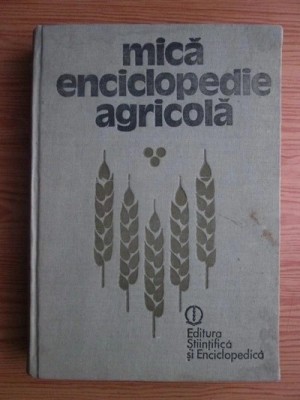 mică
enciclopedie
agricolă
Editura
Științifică
și Enciclopedică